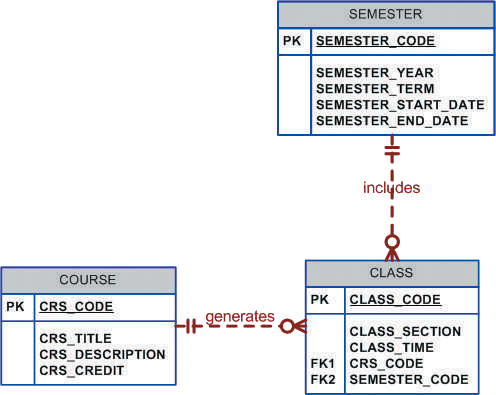 SEMESTER
PK SEMESTER_CODE
SEMESTER_YEAR
SEMESTER_TERM
SEMESTER_START_DATE
SEMESTER_END_DATE
includes
COURSE
PK CRS_CODE
CRS_TITLE
CRS_DESCRIPTION
CRS_CREDIT
generates
CLASS
PK CLASS_CODE
CLASS_SECTION
CLASS_TIME
FK1 CRS_CODE
FK2 SEMESTER_CODE